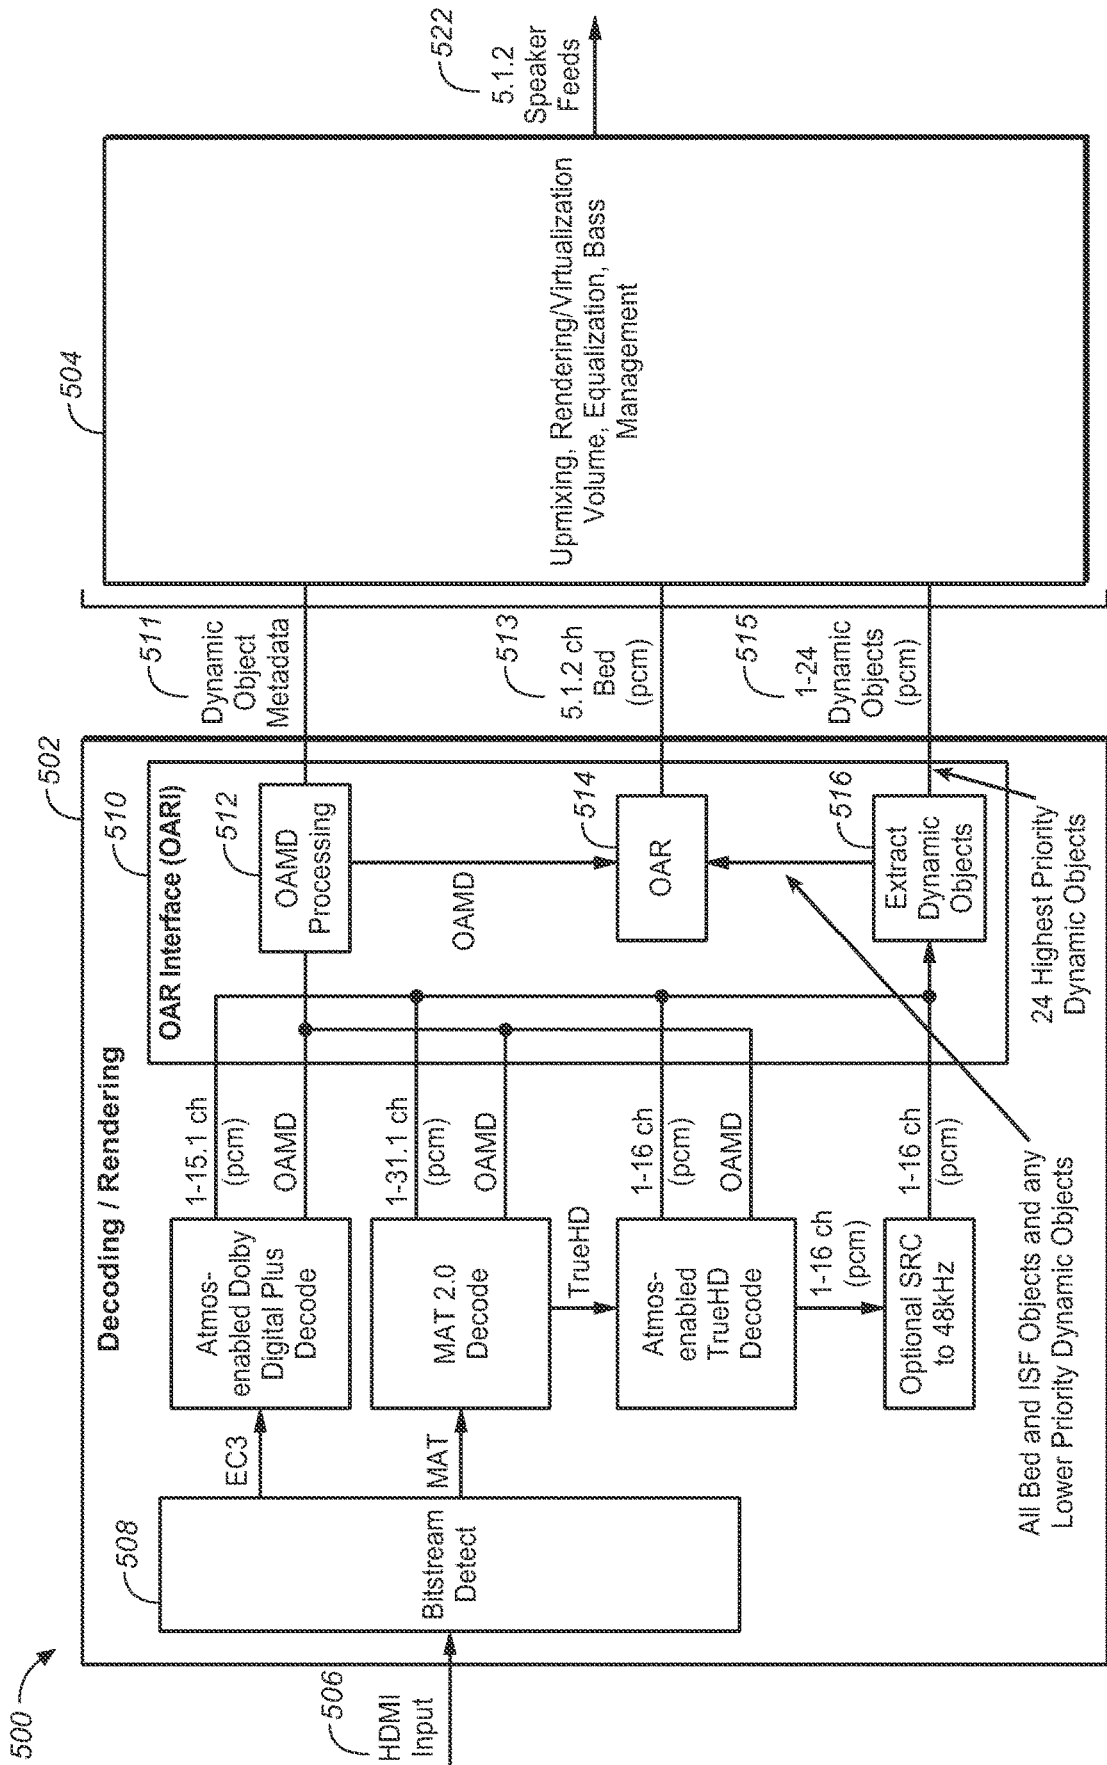 500
506
HDMI
Input
502
Decoding / Rendering
508
Bitstream
Detect
EC3
MAT
Atmos-
enabled Dolby
Digital Plus
Decode
MAT 2.0
Decode
TrueHD
Atmos-
enabled
TrueHD
Decode
1-16 ch
(pcm)
Optional SRC
to 48kHz
1-15.1 ch
(pcm)
OAMD
1-31.1 ch
(pcm)
OAMD
1-16 ch
(pcm)
OAMD
1-16 ch
(pcm)
510
OAR Interface (OARI)
512
OAMD
Processing
OAMD
514
OAR
516
Extract
Dynamic
Objects
All Bed and ISF Objects and any
Lower Priority Dynamic Objects
24 Highest Priority
Dynamic Objects
511
Dynamic
Object
Metadata
513
5.1.2 ch
Bed
(pcm)
515
1-24
Dynamic
Objects
(pcm)
504
Upmixing, Rendering/Virtualization
Volume, Equalization, Bass
Management
522
5.1.2
Speaker
Feeds